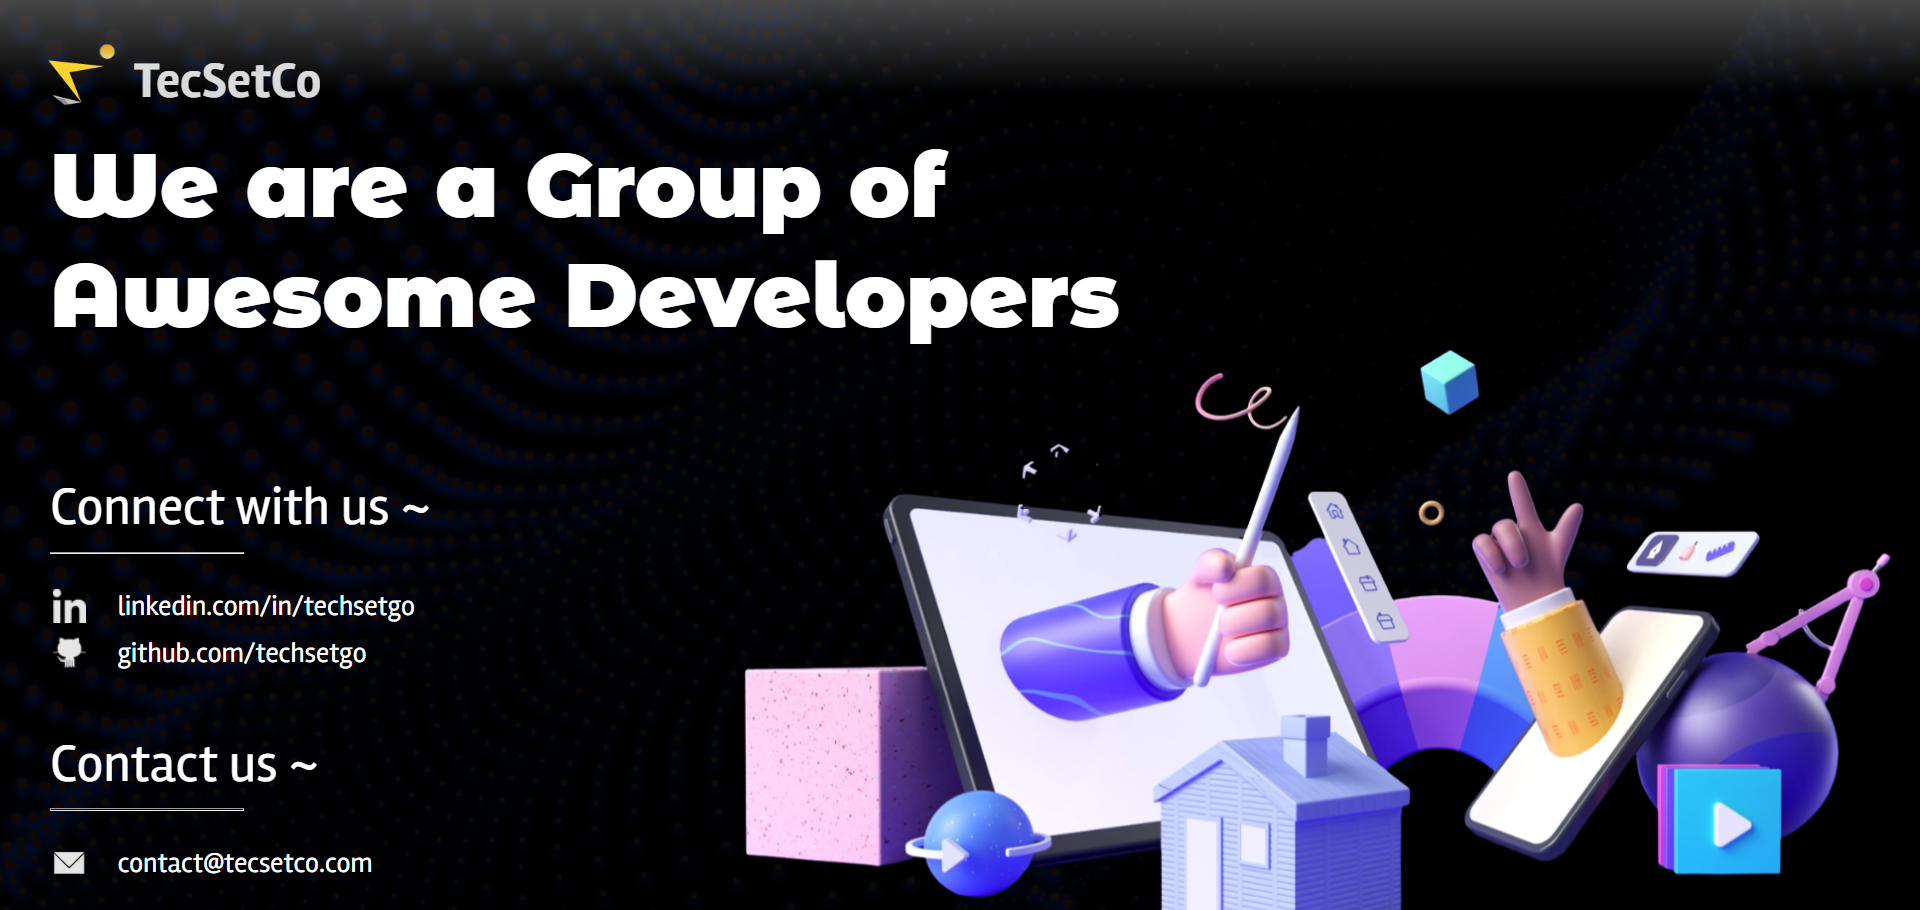 TecSetCo
We are a Group of
Awesome Developers
Connect with us ~
linkedin.com/in/techsetgo
github.com/techsetgo
Contact us ~
contact@tecsetco.com